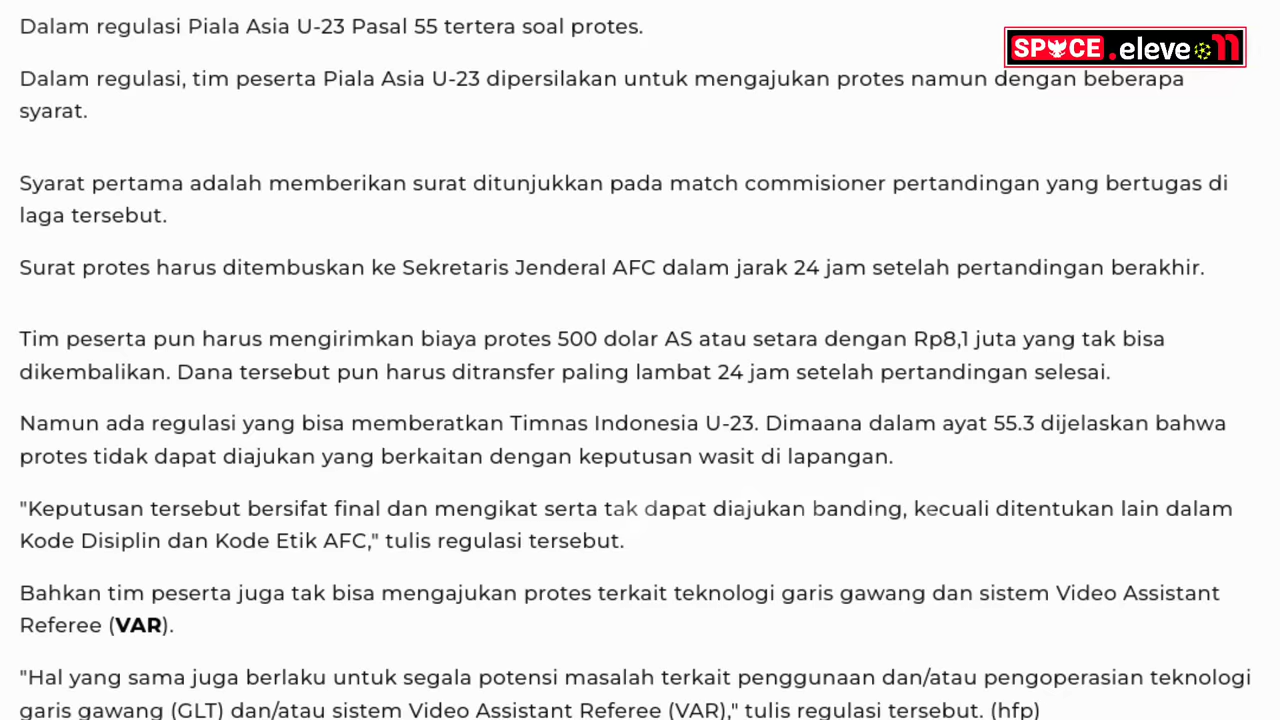 Dalam regulasi Piala Asia U-23 Pasal 55 tertera soal protes.
SPACE.eleve11
Dalam regulasi, tim peserta Piala Asia U-23 dipersilakan untuk mengajukan protes namun dengan beberapa
syarat.
Syarat pertama adalah memberikan surat ditunjukkan pada match commisioner pertandingan yang bertugas di
laga tersebut.
Surat protes harus ditembuskan ke Sekretaris Jenderal AFC dalam jarak 24 jam setelah pertandingan berakhir.
Tim peserta pun harus mengirimkan biaya protes 500 dolar AS atau setara dengan Rp8,1 juta yang tak bisa
dikembalikan. Dana tersebut pun harus ditransfer paling lambat 24 jam setelah pertandingan selesai.
Namun ada regulasi yang bisa memberatkan Timnas Indonesia U-23. Dimaana dalam ayat 55.3 dijelaskan bahwa
protes tidak dapat diajukan yang berkaitan dengan keputusan wasit di lapangan.
"Keputusan tersebut bersifat final dan mengikat serta tak dapat diajukan banding, kecuali ditentukan lain dalam
Kode Disiplin dan Kode Etik AFC," tulis regulasi tersebut.
Bahkan tim peserta juga tak bisa mengajukan protes terkait teknologi garis gawang dan sistem Video Assistant
Referee (VAR).
"Hal yang sama juga berlaku untuk segala potensi masalah terkait penggunaan dan/atau pengoperasian teknologi
garis gawang (GLT) dan/atau sistem Video Assistant Referee (VAR)," tulis regulasi tersebut. (hfp)